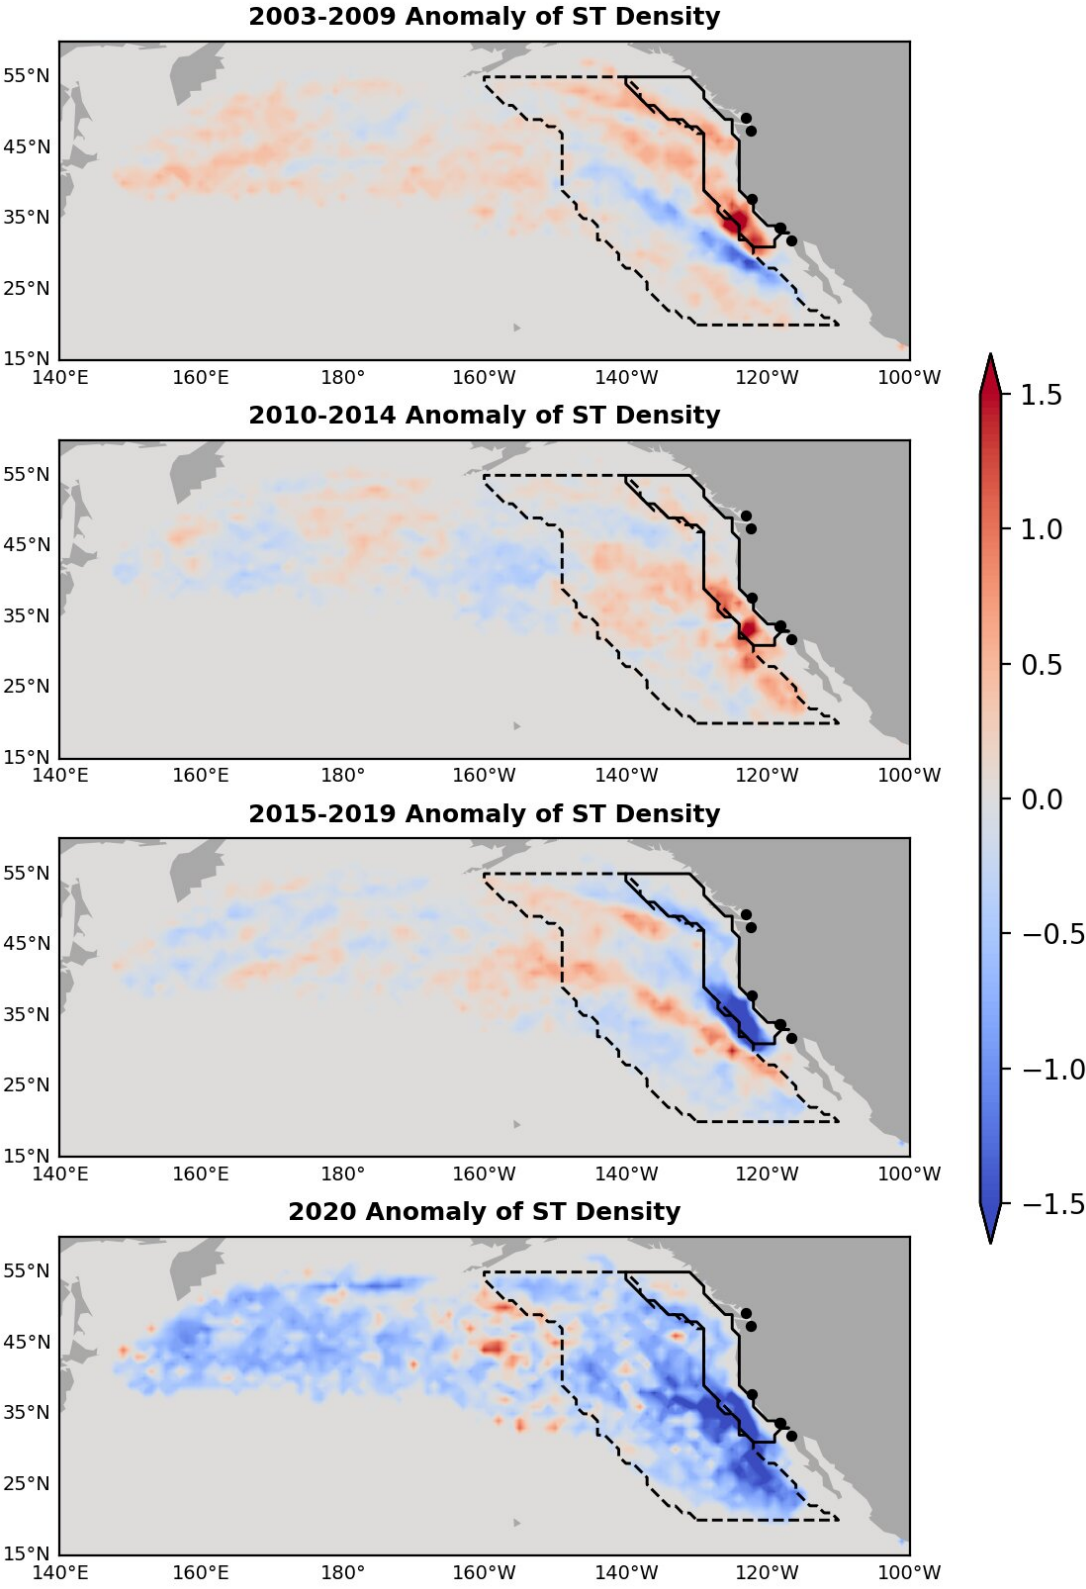 2003-2009 Anomaly of ST Density
55°N
45°N
35°N
25°N
15°N
140°E 160°E 180° 160°W 140°W 120°W 100°W
2010-2014 Anomaly of ST Density
55°N
45°N
35°N
25°N
15°N
140°E 160°E 180° 160°W 140°W 120°W 100°W
2015-2019 Anomaly of ST Density
55°N
45°N
35°N
25°N
15°N
140°E 160°E 180° 160°W 140°W 120°W 100°W
2020 Anomaly of ST Density
55°N
45°N
35°N
25°N
15°N
140°E 160°E 180° 160°W 140°W 120°W 100°W
1.5
1.0
0.5
0.0
−0.5
−1.0
−1.5